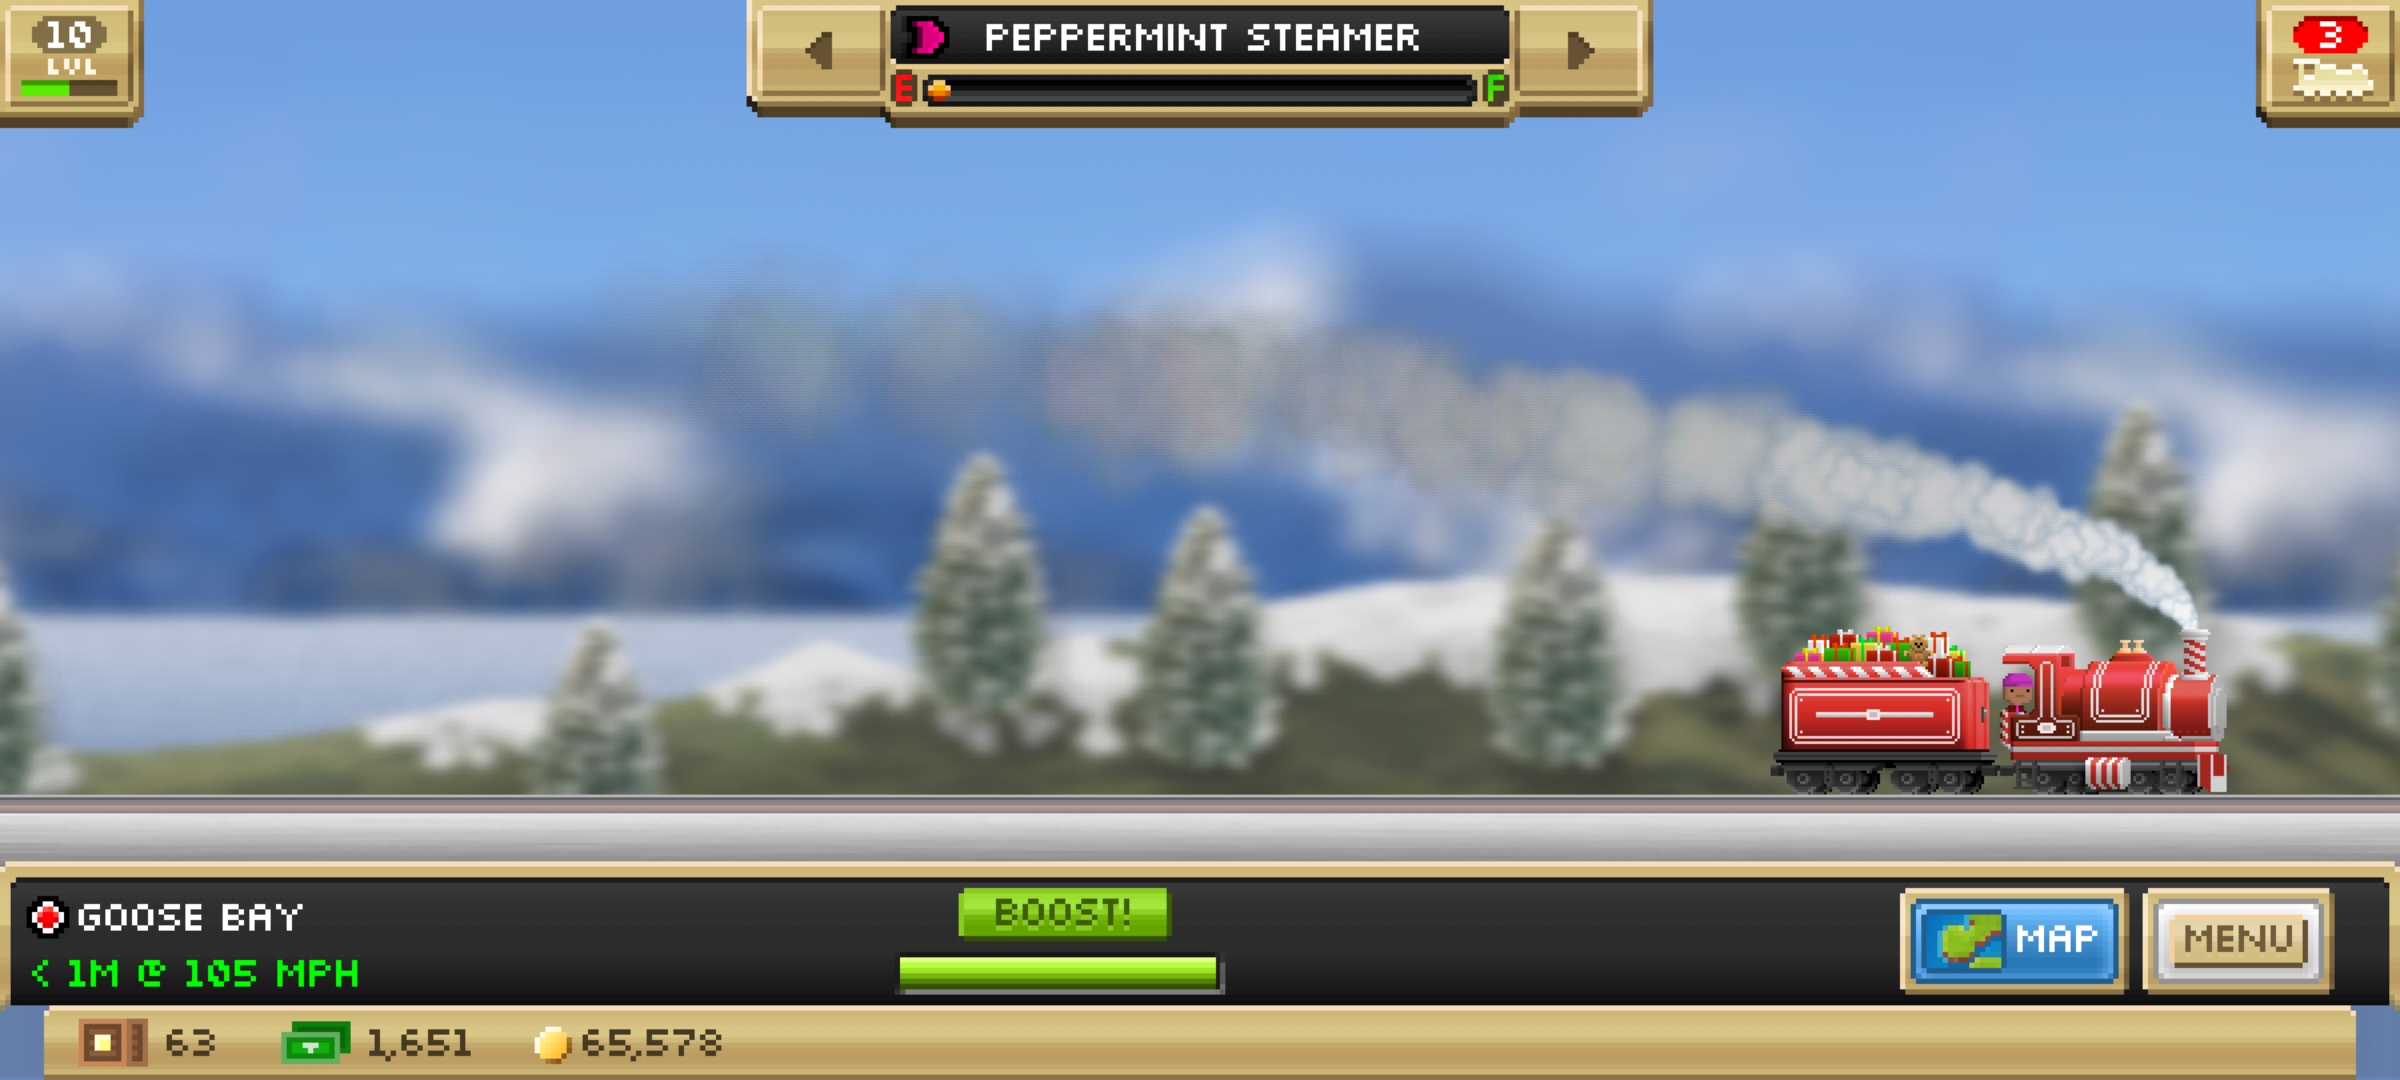 10
LVL
PEPPERMINT STEAMER
E F
3
GOOSE BAY
BOOST!
< 1M @ 105 MPH
MAP
MENU
63 1,651 65,578